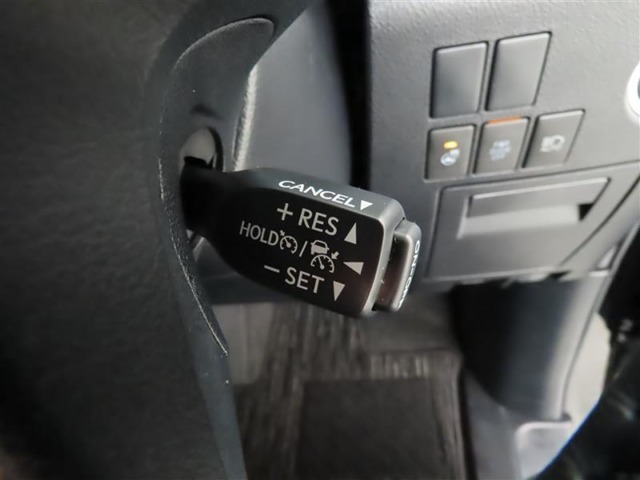 CANCEL▼
+ RES ▲
HOLD / ◀
− SET ▼